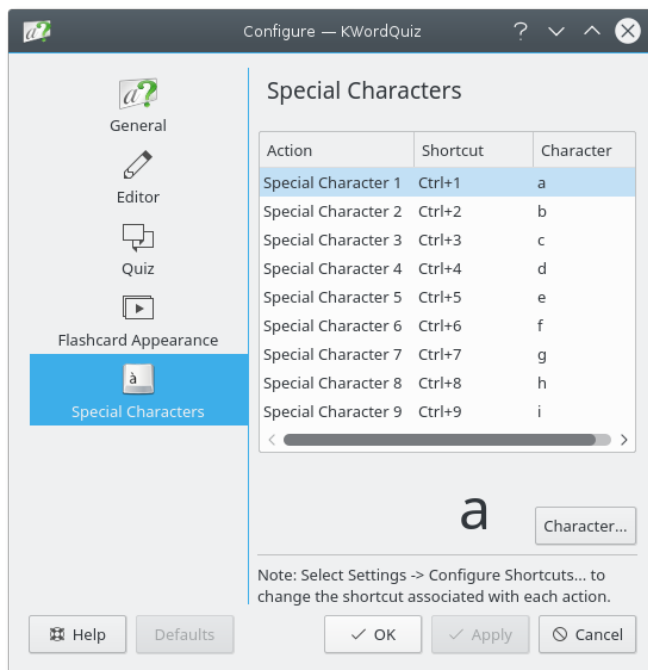 Configure — KWordQuiz
General
Editor
Quiz
Flashcard Appearance
Special Characters
Special Characters
Action Shortcut Character
Special Character 1 Ctrl+1 a
Special Character 2 Ctrl+2 b
Special Character 3 Ctrl+3 c
Special Character 4 Ctrl+4 d
Special Character 5 Ctrl+5 e
Special Character 6 Ctrl+6 f
Special Character 7 Ctrl+7 g
Special Character 8 Ctrl+8 h
Special Character 9 Ctrl+9 i
a
Character...
Note: Select Settings -> Configure Shortcuts... to
change the shortcut associated with each action.
Help Defaults OK Apply Cancel